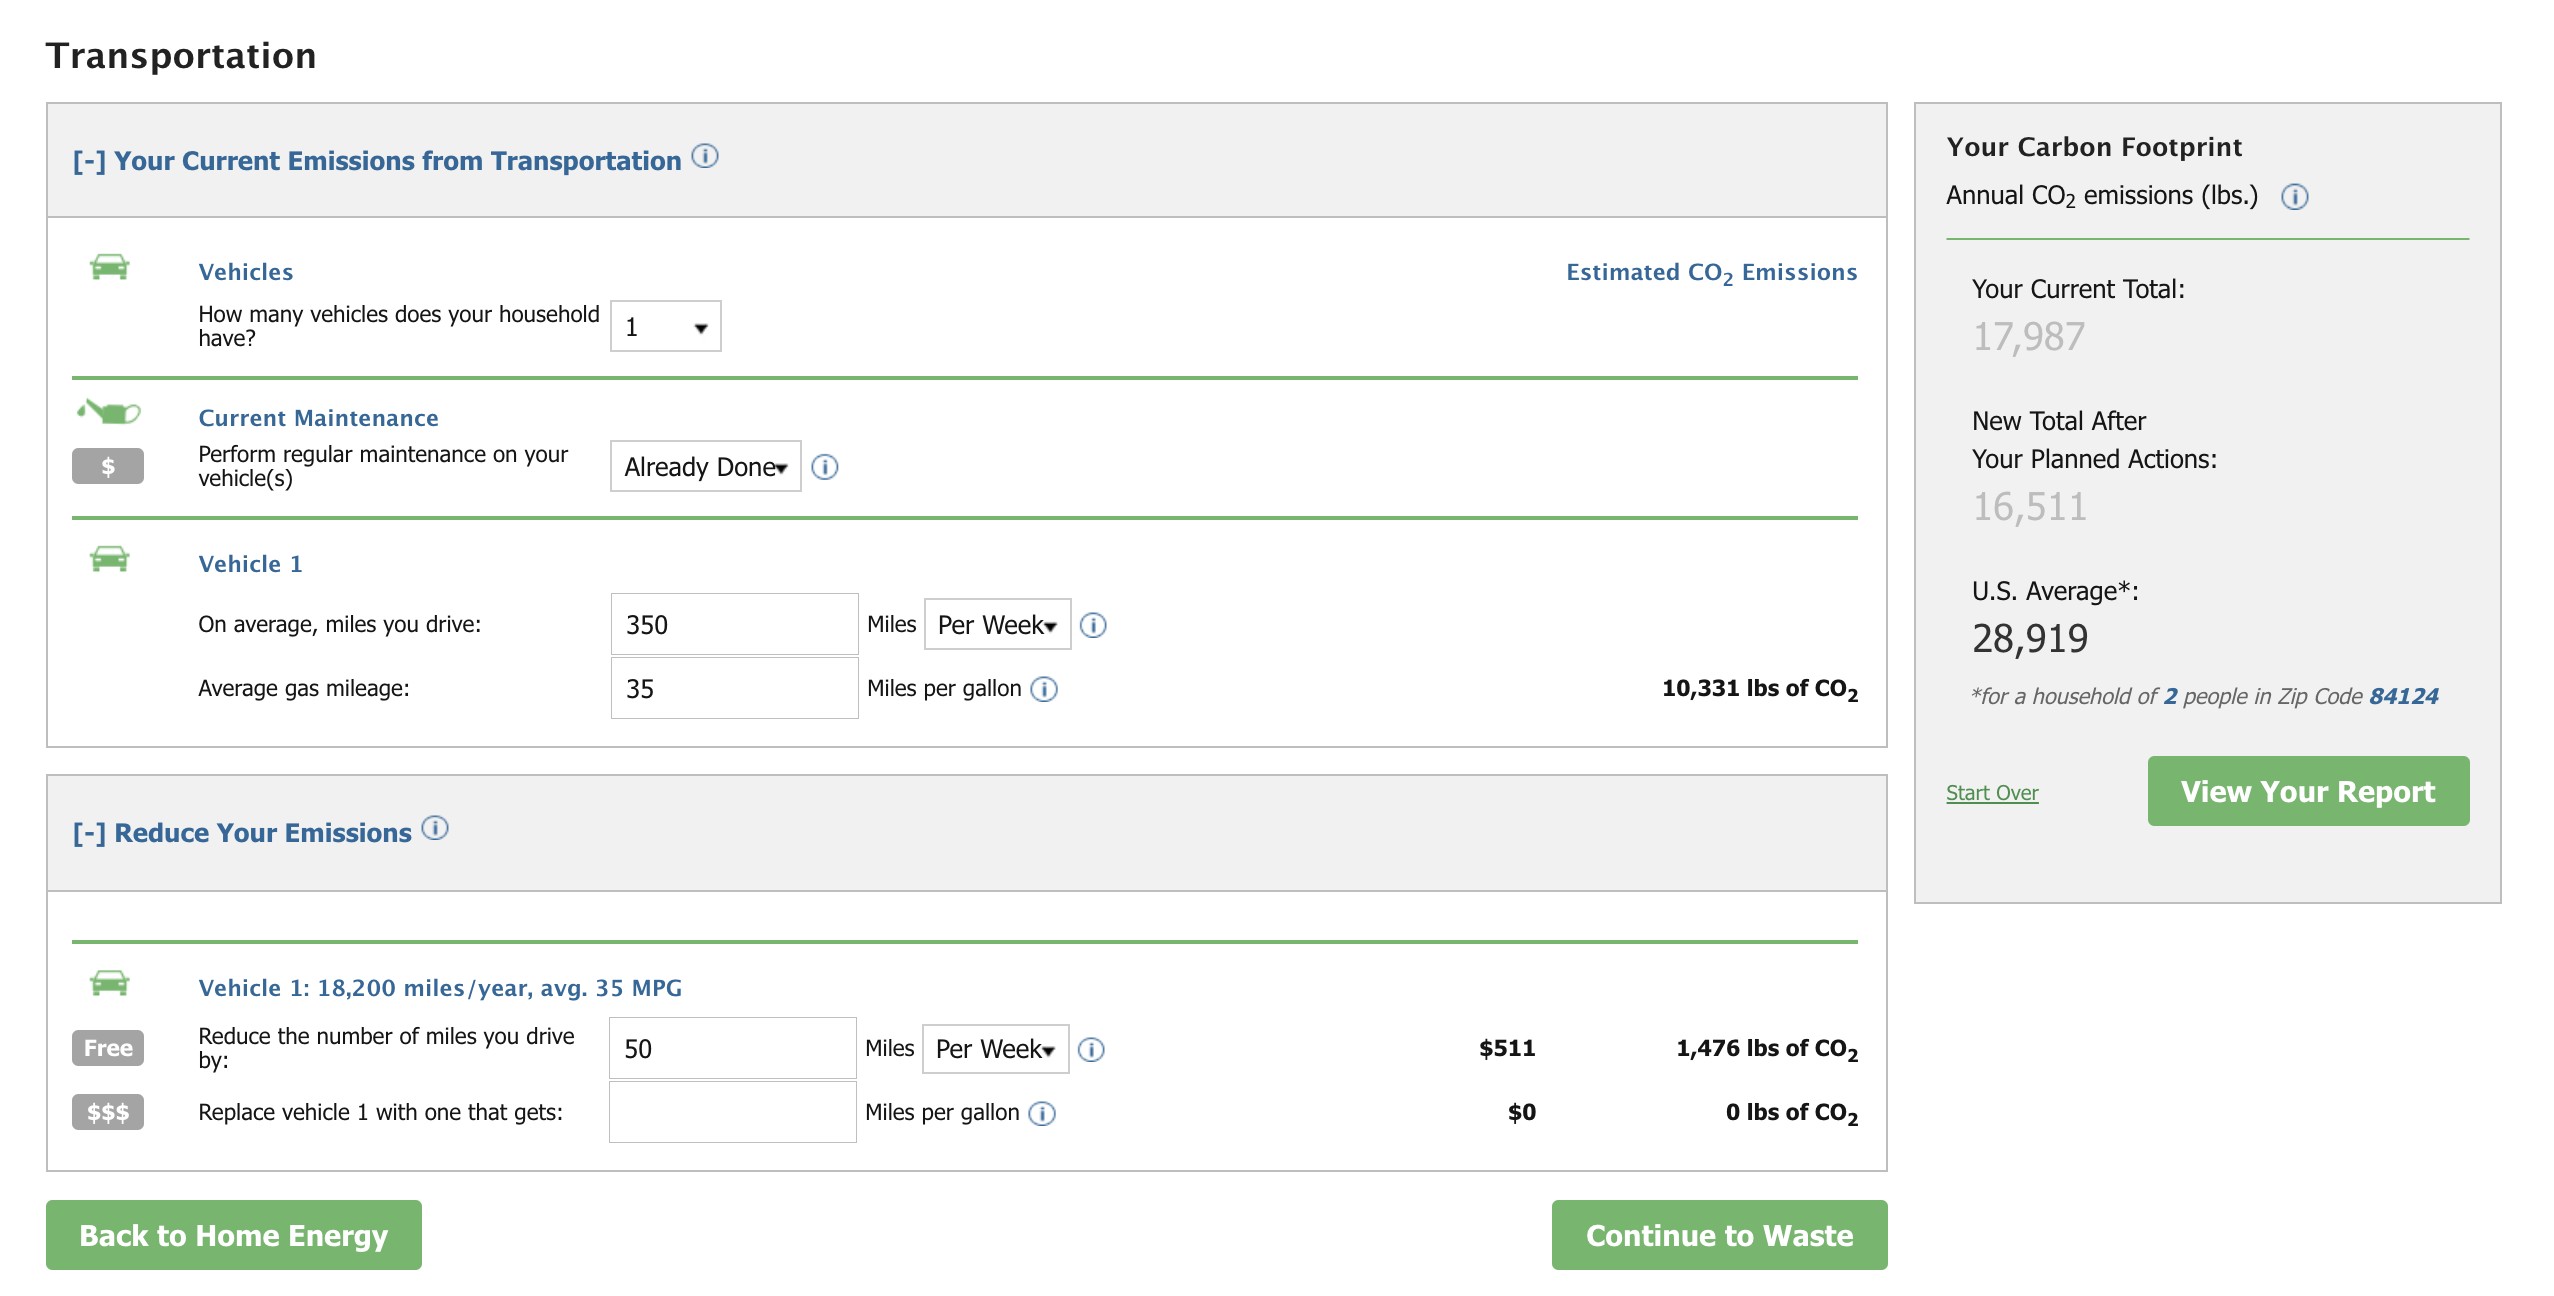 Transportation
[-] Your Current Emissions from Transportation
Vehicles
Estimated CO2 Emissions
How many vehicles does your household
have?
1
Current Maintenance
$
Perform regular maintenance on your
vehicle(s)
Already Done
Vehicle 1
On average, miles you drive: 350 Miles Per Week
Average gas mileage: 35 Miles per gallon 10,331 lbs of CO2
[-] Reduce Your Emissions
Vehicle 1: 18,200 miles/year, avg. 35 MPG
Free
Reduce the number of miles you drive
by:
50 Miles Per Week $511 1,476 lbs of CO2
$$$ Replace vehicle 1 with one that gets: Miles per gallon $0 0 lbs of CO2
Back to Home Energy
Continue to Waste
Your Carbon Footprint
Annual CO2 emissions (lbs.)
Your Current Total:
17,987
New Total After
Your Planned Actions:
16,511
U.S. Average*:
28,919
*for a household of 2 people in Zip Code 84124
Start Over
View Your Report